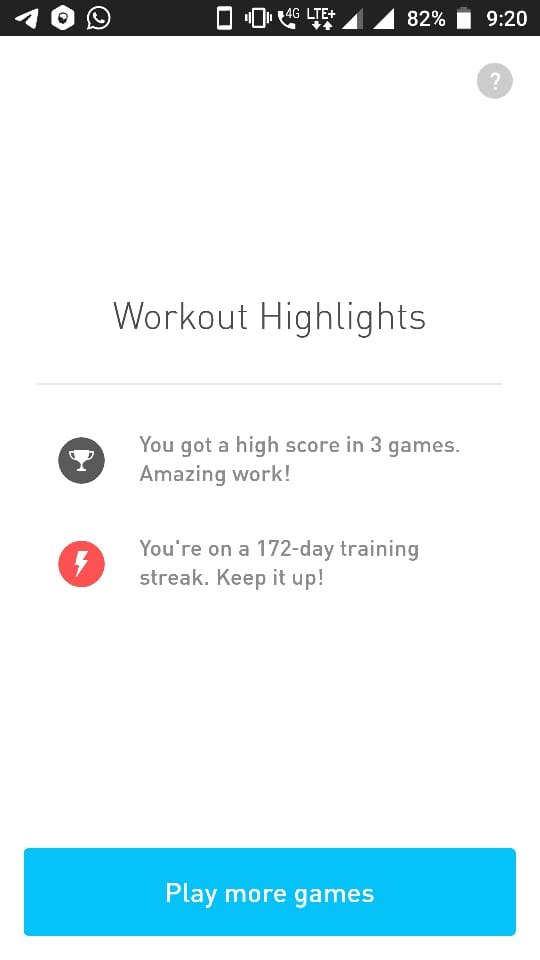 4G LTE+ 82% 9:20
?
Workout Highlights
You got a high score in 3 games.
Amazing work!
You're on a 172-day training
streak. Keep it up!
Play more games